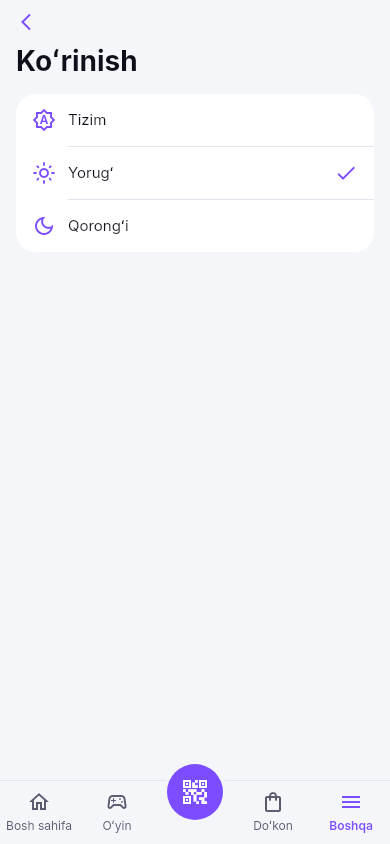 Koʻrinish
Tizim
Yorugʻ
Qorongʻi
Bosh sahifa
Oʻyin
Doʻkon
Boshqa